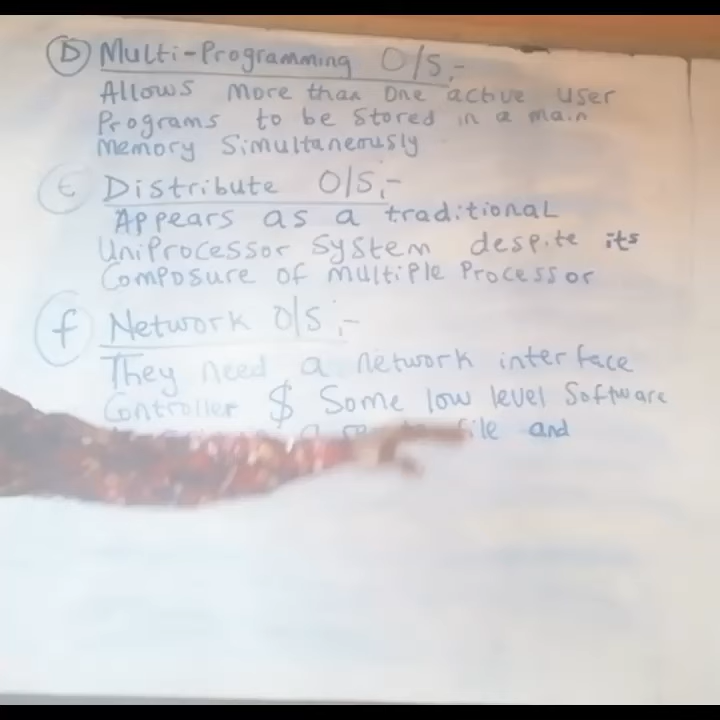 D Multi-Programming O/S,-
Allows more than one active user
Programs to be stored in a main
memory Simultaneously
E Distribute O/S,-
Appears as a traditional
UniProcessor System despite its
Composure of multiple Processor
f Network O/S,-
They need a network interface
Controller $ Some low level Software
file and